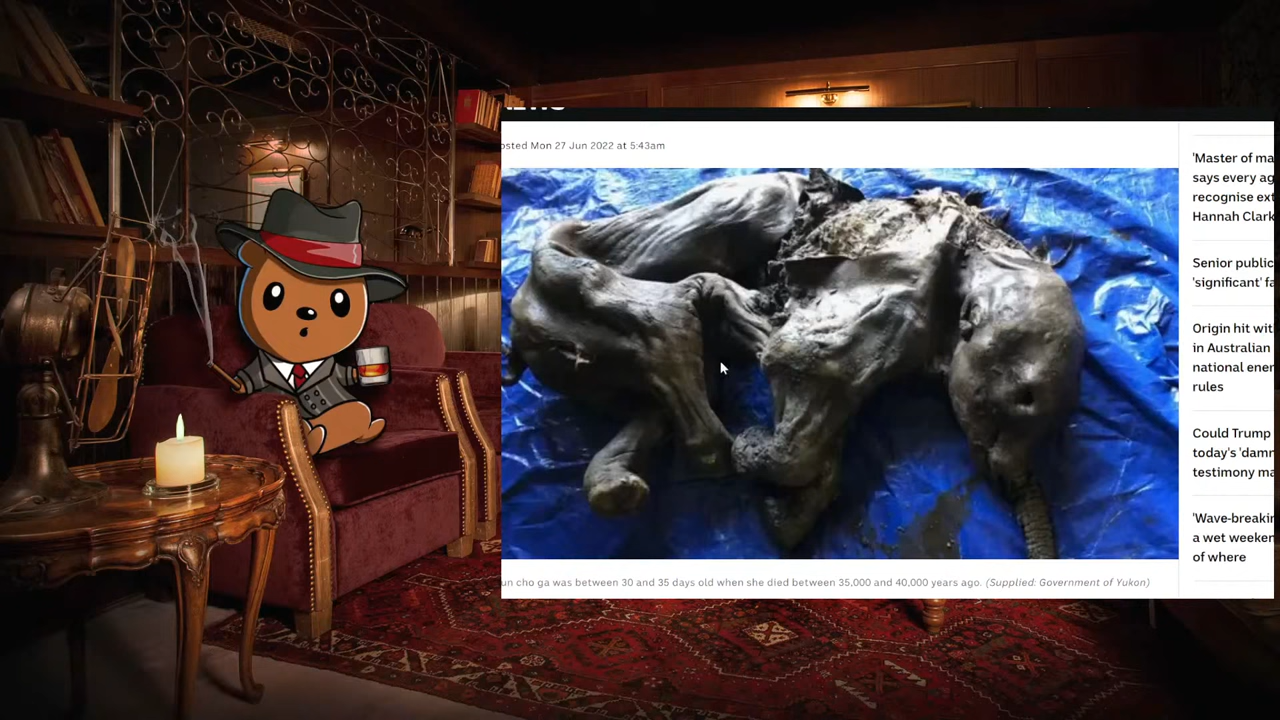 osted Mon 27 Jun 2022 at 5:43am
un cho ga was between 30 and 35 days old when she died between 35,000 and 40,000 years ago. (Supplied: Government of Yukon)
'Master of ma
says every ag
recognise ext
Hannah Clark
Senior public
'significant' fa
Origin hit wit
in Australian
national ener
rules
Could Trump
today's 'damn
testimony ma
'Wave-breakin
a wet weeken
of where